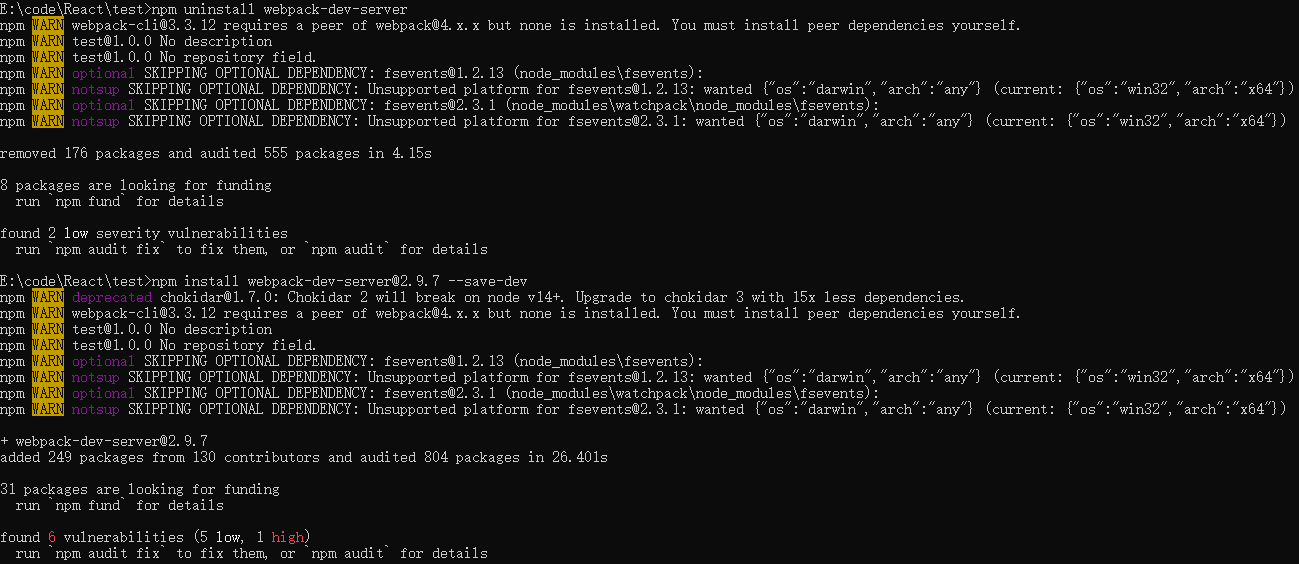 E:\code\React\test>npm uninstall webpack-dev-server
npm WARN webpack-cli@3.3.12 requires a peer of webpack@4.x.x but none is installed. You must install peer dependencies yourself.
npm WARN test@1.0.0 No description
npm WARN test@1.0.0 No repository field.
npm WARN optional SKIPPING OPTIONAL DEPENDENCY: fsevents@1.2.13 (node_modules\fsevents):
npm WARN notsup SKIPPING OPTIONAL DEPENDENCY: Unsupported platform for fsevents@1.2.13: wanted {"os":"darwin","arch":"any"} (current: {"os":"win32","arch":"x64"})
npm WARN optional SKIPPING OPTIONAL DEPENDENCY: fsevents@2.3.1 (node_modules\watchpack\node_modules\fsevents):
npm WARN notsup SKIPPING OPTIONAL DEPENDENCY: Unsupported platform for fsevents@2.3.1: wanted {"os":"darwin","arch":"any"} (current: {"os":"win32","arch":"x64"})
removed 176 packages and audited 555 packages in 4.15s
8 packages are looking for funding
run `npm fund` for details
found 2 low severity vulnerabilities
run `npm audit fix` to fix them, or `npm audit` for details
E:\code\React\test>npm install webpack-dev-server@2.9.7 --save-dev
npm WARN deprecated chokidar@1.7.0: Chokidar 2 will break on node v14+. Upgrade to chokidar 3 with 15x less dependencies.
npm WARN webpack-cli@3.3.12 requires a peer of webpack@4.x.x but none is installed. You must install peer dependencies yourself.
npm WARN test@1.0.0 No description
npm WARN test@1.0.0 No repository field.
npm WARN optional SKIPPING OPTIONAL DEPENDENCY: fsevents@1.2.13 (node_modules\fsevents):
npm WARN notsup SKIPPING OPTIONAL DEPENDENCY: Unsupported platform for fsevents@1.2.13: wanted {"os":"darwin","arch":"any"} (current: {"os":"win32","arch":"x64"})
npm WARN optional SKIPPING OPTIONAL DEPENDENCY: fsevents@2.3.1 (node_modules\watchpack\node_modules\fsevents):
npm WARN notsup SKIPPING OPTIONAL DEPENDENCY: Unsupported platform for fsevents@2.3.1: wanted {"os":"darwin","arch":"any"} (current: {"os":"win32","arch":"x64"})
+ webpack-dev-server@2.9.7
added 249 packages from 130 contributors and audited 804 packages in 26.401s
31 packages are looking for funding
run `npm fund` for details
found 6 vulnerabilities (5 low, 1 high)
run `npm audit fix` to fix them, or `npm audit` for details